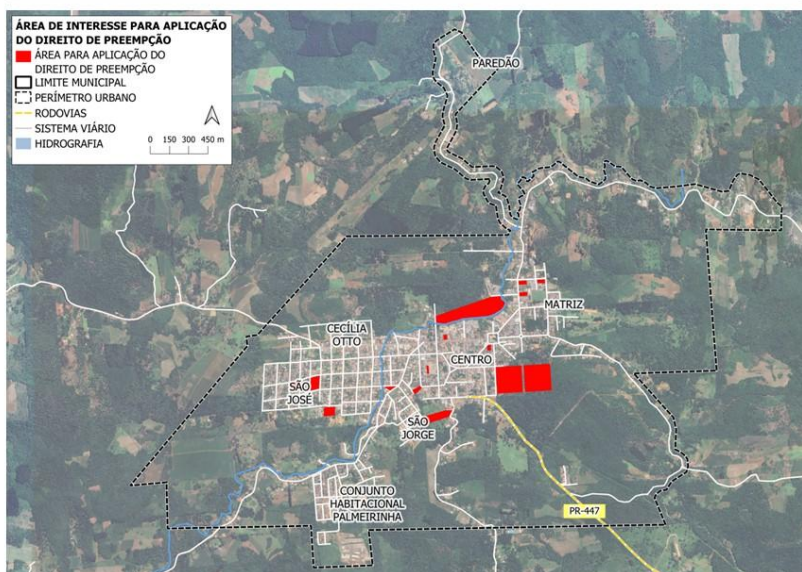 ÁREA DE INTERESSE PARA APLICAÇÃO
DO DIREITO DE PREEMPÇÃO
ÁREA PARA APLICAÇÃO DO
DIREITO DE PREEMPÇÃO
LIMITE MUNICIPAL
PERÍMETRO URBANO
RODOVIAS
SISTEMA VIÁRIO
HIDROGRAFIA
0 150 300 450 m
PAREDÃO
MATRIZ
CECÍLIA
OTTO
CENTRO
SÃO
JOSÉ
SÃO
JORGE
CONJUNTO
HABITACIONAL
PALMEIRINHA
PR-447